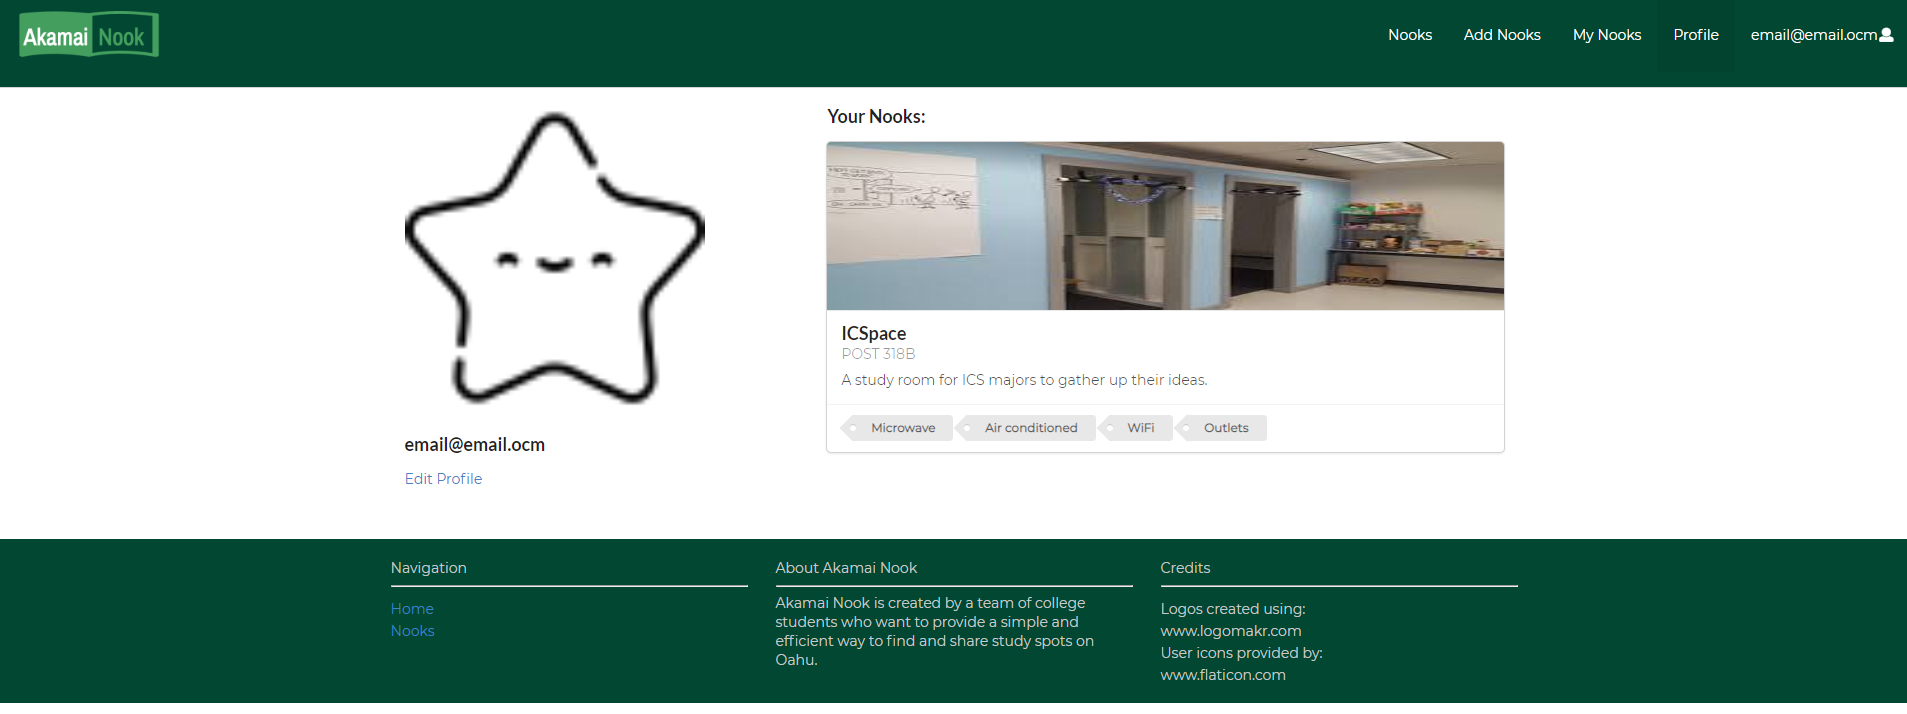 Akamai Nook
Nooks
Add Nooks
My Nooks
Profile
email@email.ocm
Your Nooks:
ICSpace
POST 318B
A study room for ICS majors to gather up their ideas.
Microwave
Air conditioned
WiFi
Outlets
email@email.ocm
Edit Profile
Navigation
Home
Nooks
About Akamai Nook
Akamai Nook is created by a team of college
students who want to provide a simple and
efficient way to find and share study spots on
Oahu.
Credits
Logos created using:
www.logomakr.com
User icons provided by:
www.flaticon.com